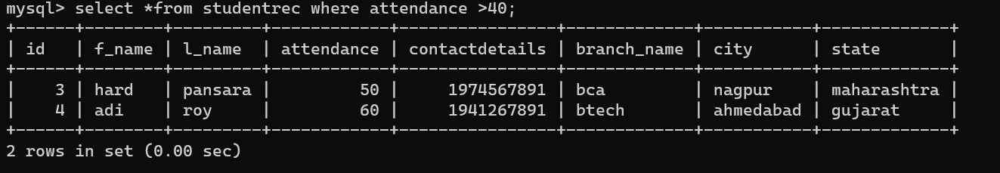 mysql> select *from studentrec where attendance >40;
+------+--------+---------+------------+----------------+-------------+-----------+-------------+
| id   | f_name | l_name  | attendance | contactdetails | branch_name | city      | state       |
+------+--------+---------+------------+----------------+-------------+-----------+-------------+
|    3 | hard   | pansara |         50 |     1974567891 | bca         | nagpur    | maharashtra |
|    4 | adi    | roy     |         60 |     1941267891 | btech       | ahmedabad | gujarat     |
+------+--------+---------+------------+----------------+-------------+-----------+-------------+
2 rows in set (0.00 sec)